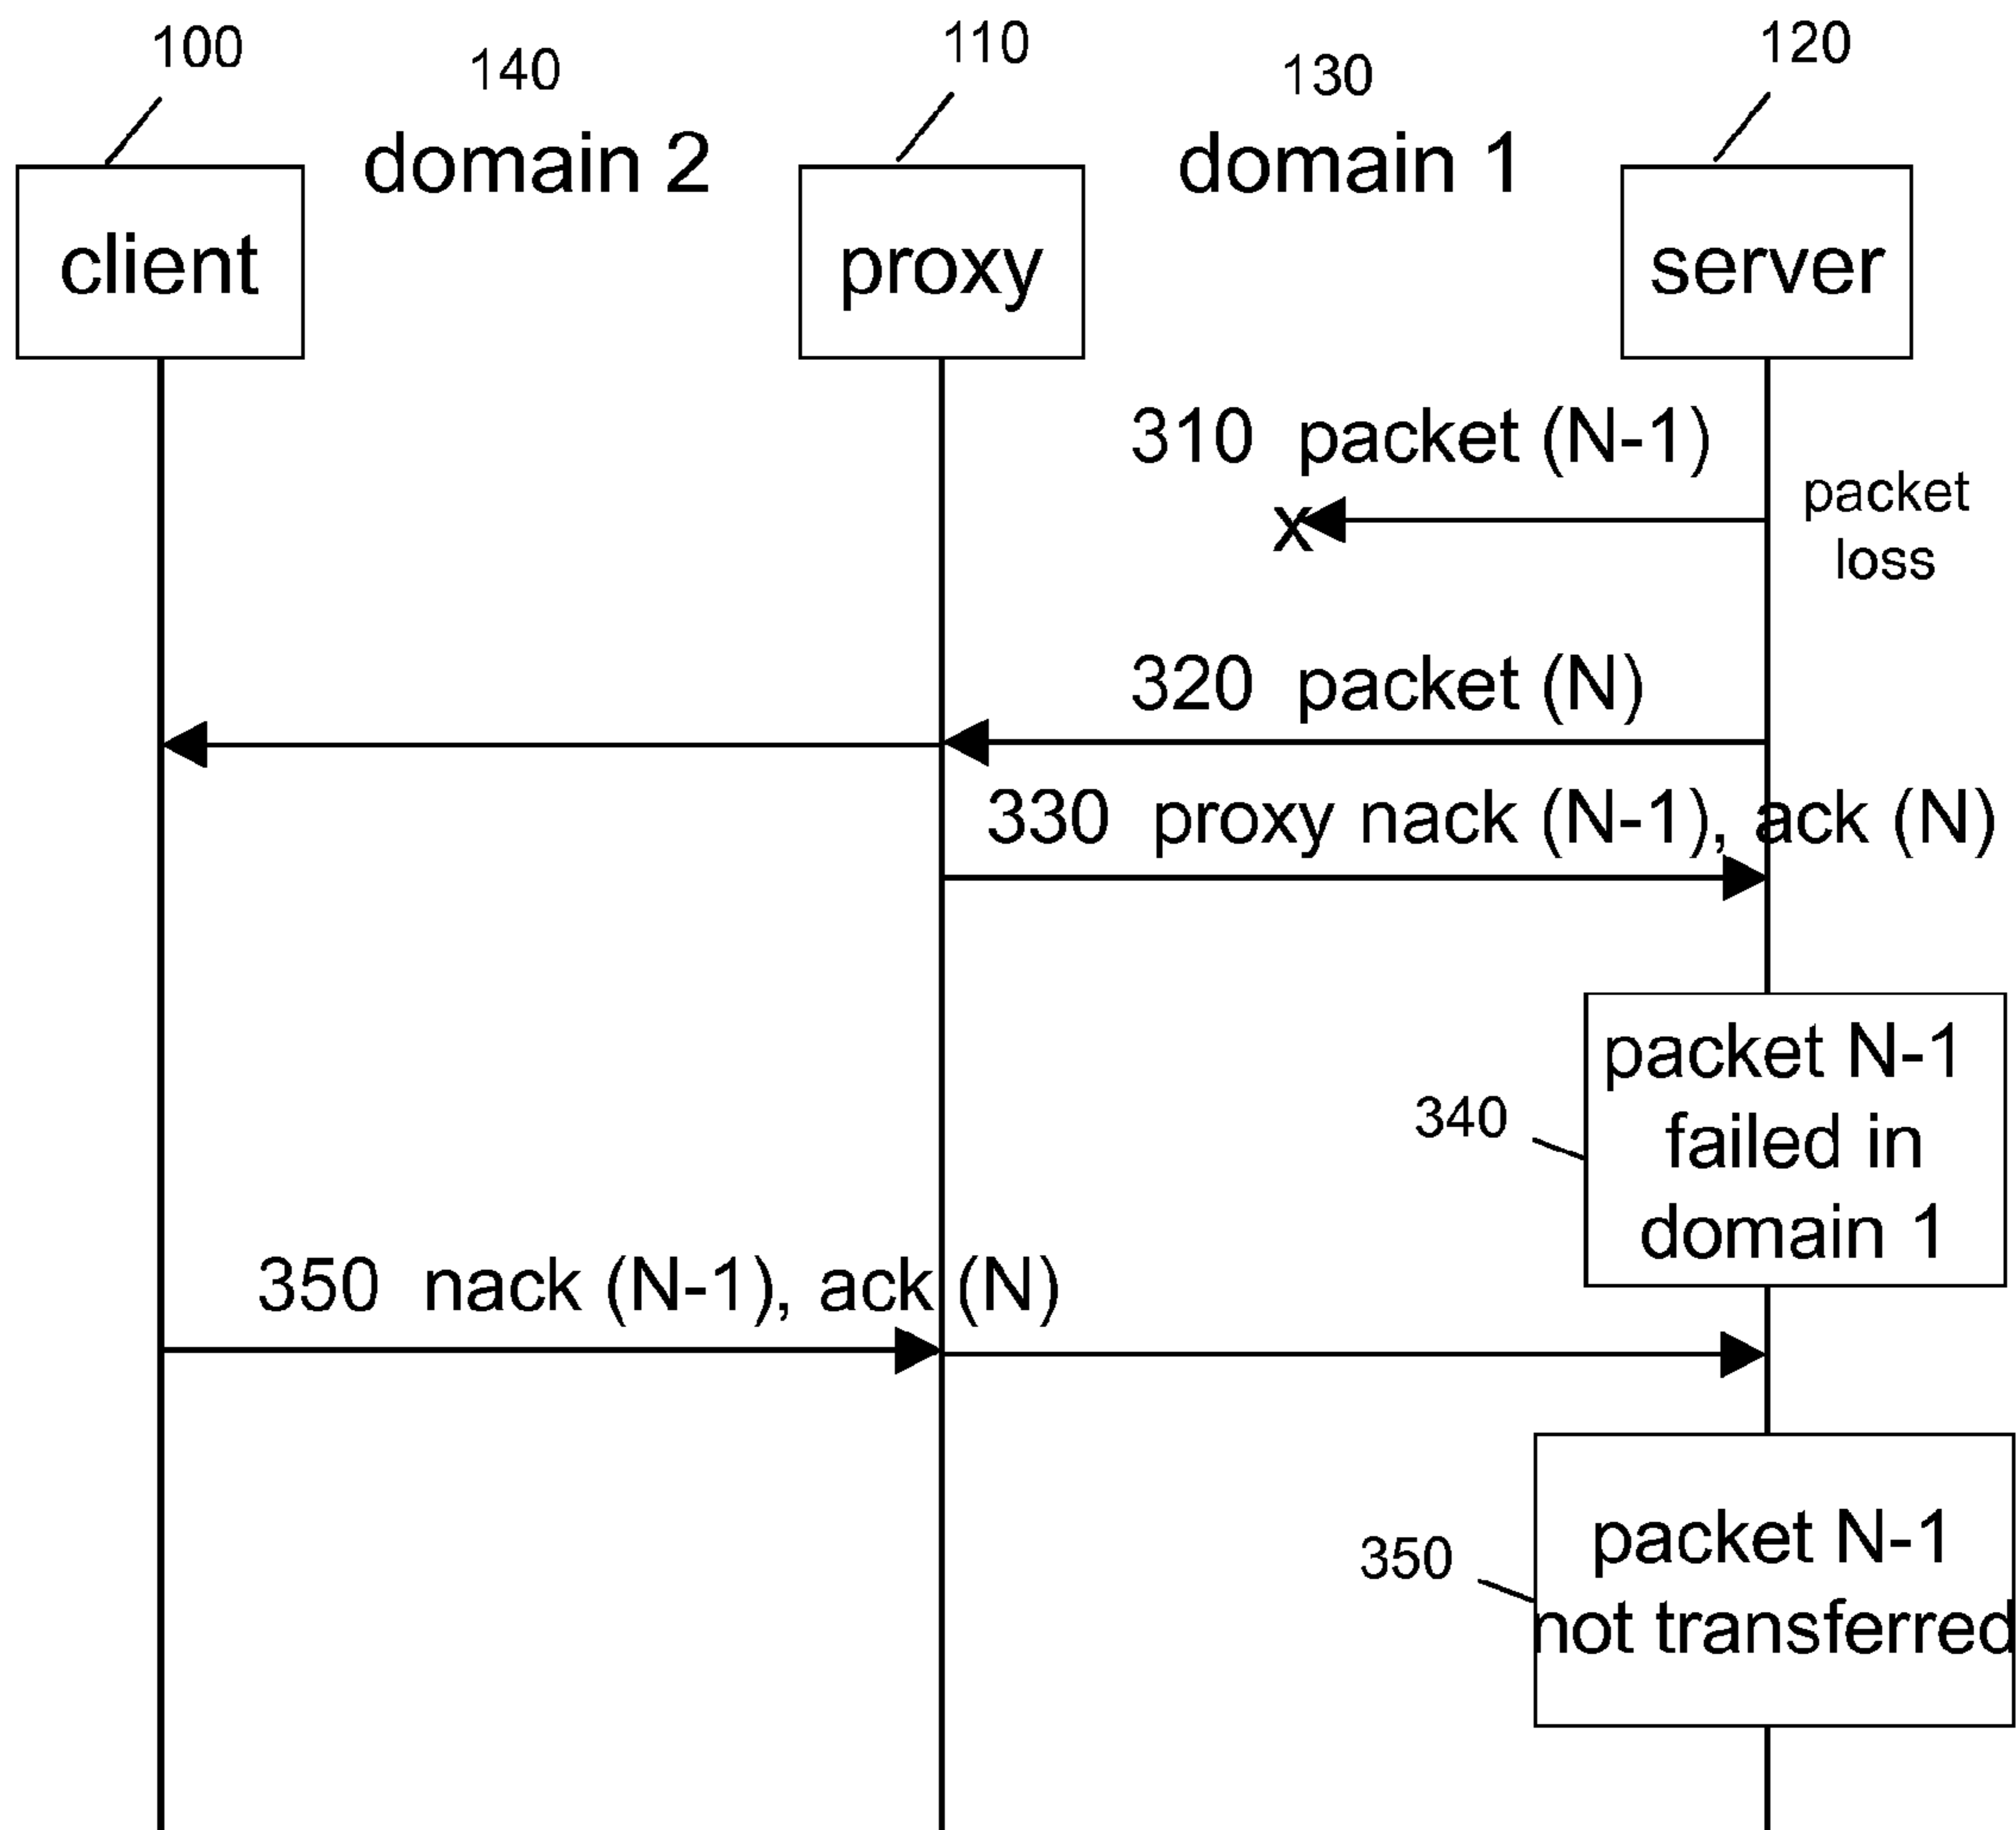 100
140
110
130
120
domain 2
domain 1
client
proxy
server
310 packet (N-1)
packet
loss
x
320 packet (N)
330 proxy nack (N-1), ack (N)
packet N-1
failed in
domain 1
340
350 nack (N-1), ack (N)
packet N-1
not transferred
350